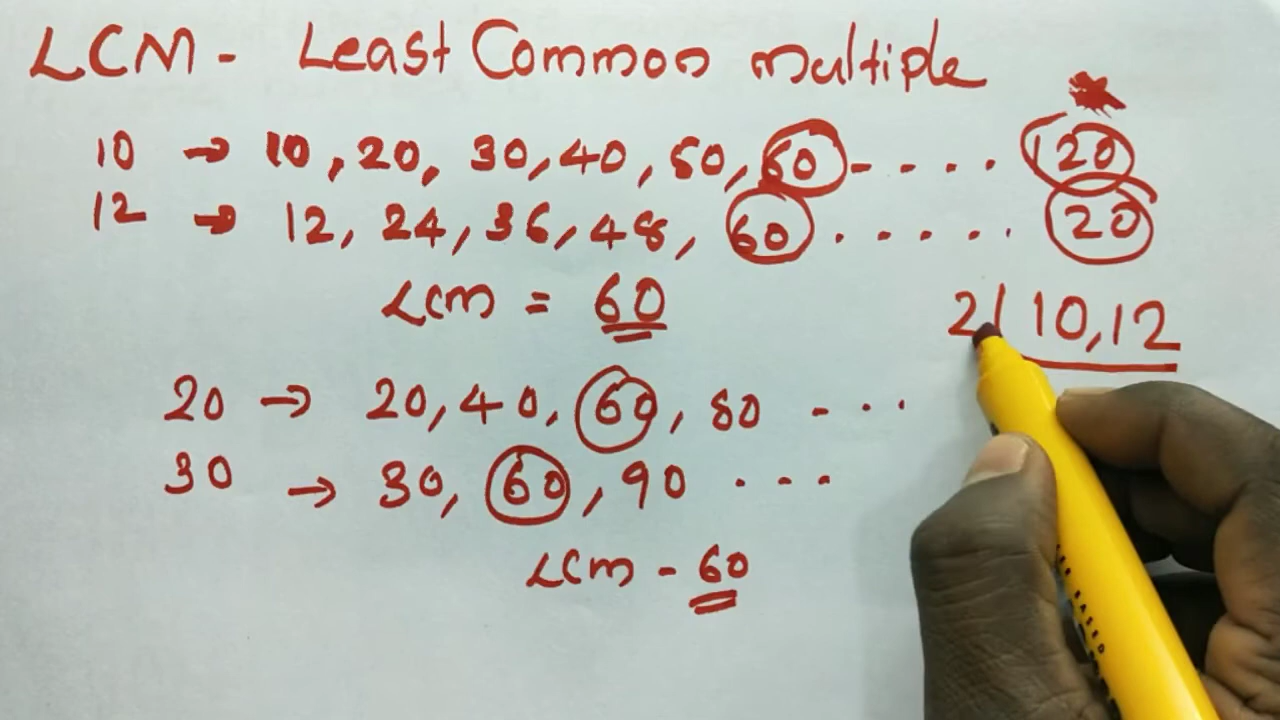 LCM - Least Common multiple
10 → 10, 20, 30, 40, 50, 60 - . . . . 120
12 → 12, 24, 36, 48, 60 . . . . . 20
LCM = 60
2 | 10, 12
20 → 20, 40, 60, 80 - . . .
30 → 30, 60, 90 . . .
LCM - 60